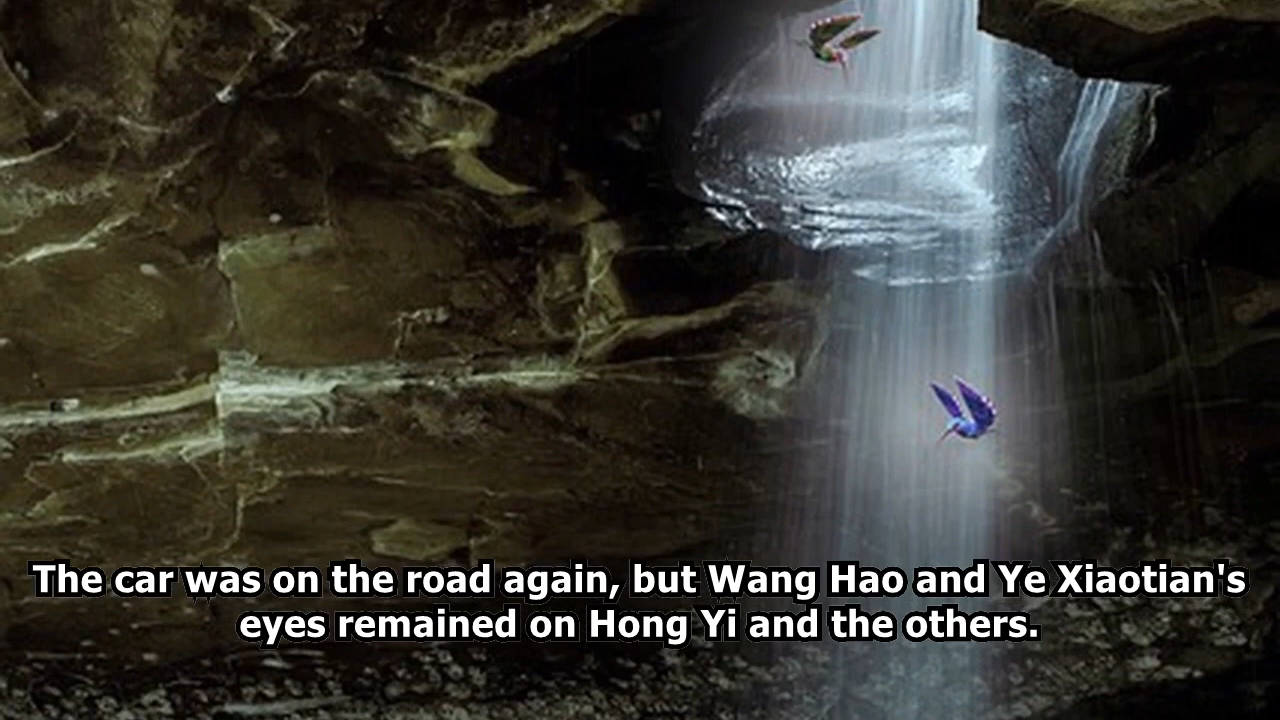 The car was on the road again, but Wang Hao and Ye Xiaotian's
eyes remained on Hong Yi and the others.